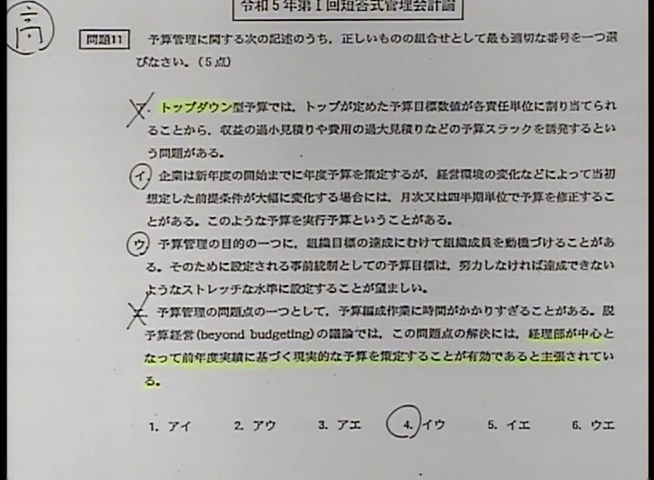 令和5年第Ⅰ回短答式管理会計論
高
問題11 予算管理に関する次の記述のうち、正しいものの組合せとして最も適切な番号を一つ選
びなさい。(5点)
ア. トップダウン型予算では、トップが定めた予算目標数値が各責任単位に割り当てられ
ることから、収益の過小見積りや費用の過大見積りなどの予算スラックを誘発するとい
う問題がある。
イ. 企業は新年度の開始までに年度予算を策定するが、経営環境の変化などによって当初
想定した前提条件が大幅に変化する場合には、月次又は四半期単位で予算を修正するこ
とがある。このような予算を実行予算ということがある。
ウ. 予算管理の目的の一つに、組織目標の達成にむけて組織成員を動機づけることがあ
る。そのために設定される事前統制としての予算目標は、努力しなければ達成できない
ようなストレッチな水準に設定することが望ましい。
エ. 予算管理の問題点の一つとして、予算編成作業に時間がかかりすぎることがある。脱
予算経営(beyond budgeting)の議論では、この問題点の解決には、経理部が中心と
なって前年度実績に基づく現実的な予算を策定することが有効であると主張されてい
る。
1. アイ 2. アウ 3. アエ 4. イウ 5. イエ 6. ウエ